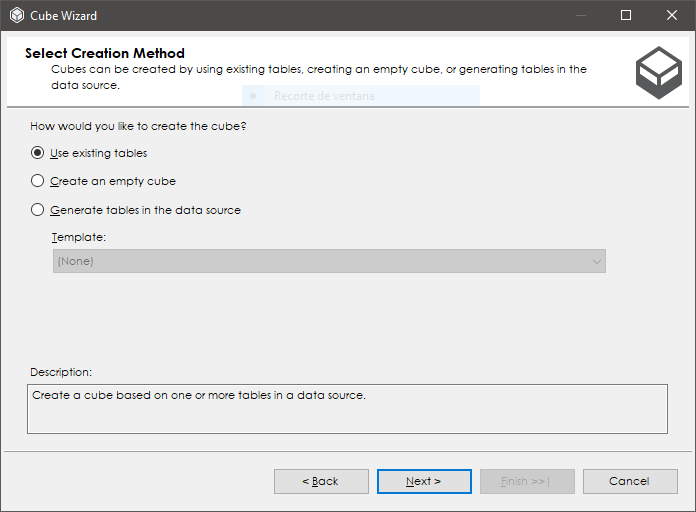 Cube Wizard
Select Creation Method
Cubes can be created by using existing tables, creating an empty cube, or generating tables in the
data source.
Recorte de ventana
How would you like to create the cube?
Use existing tables
Create an empty cube
Generate tables in the data source
Template:
(None)
Description:
Create a cube based on one or more tables in a data source.
< Back
Next >
Finish >>|
Cancel